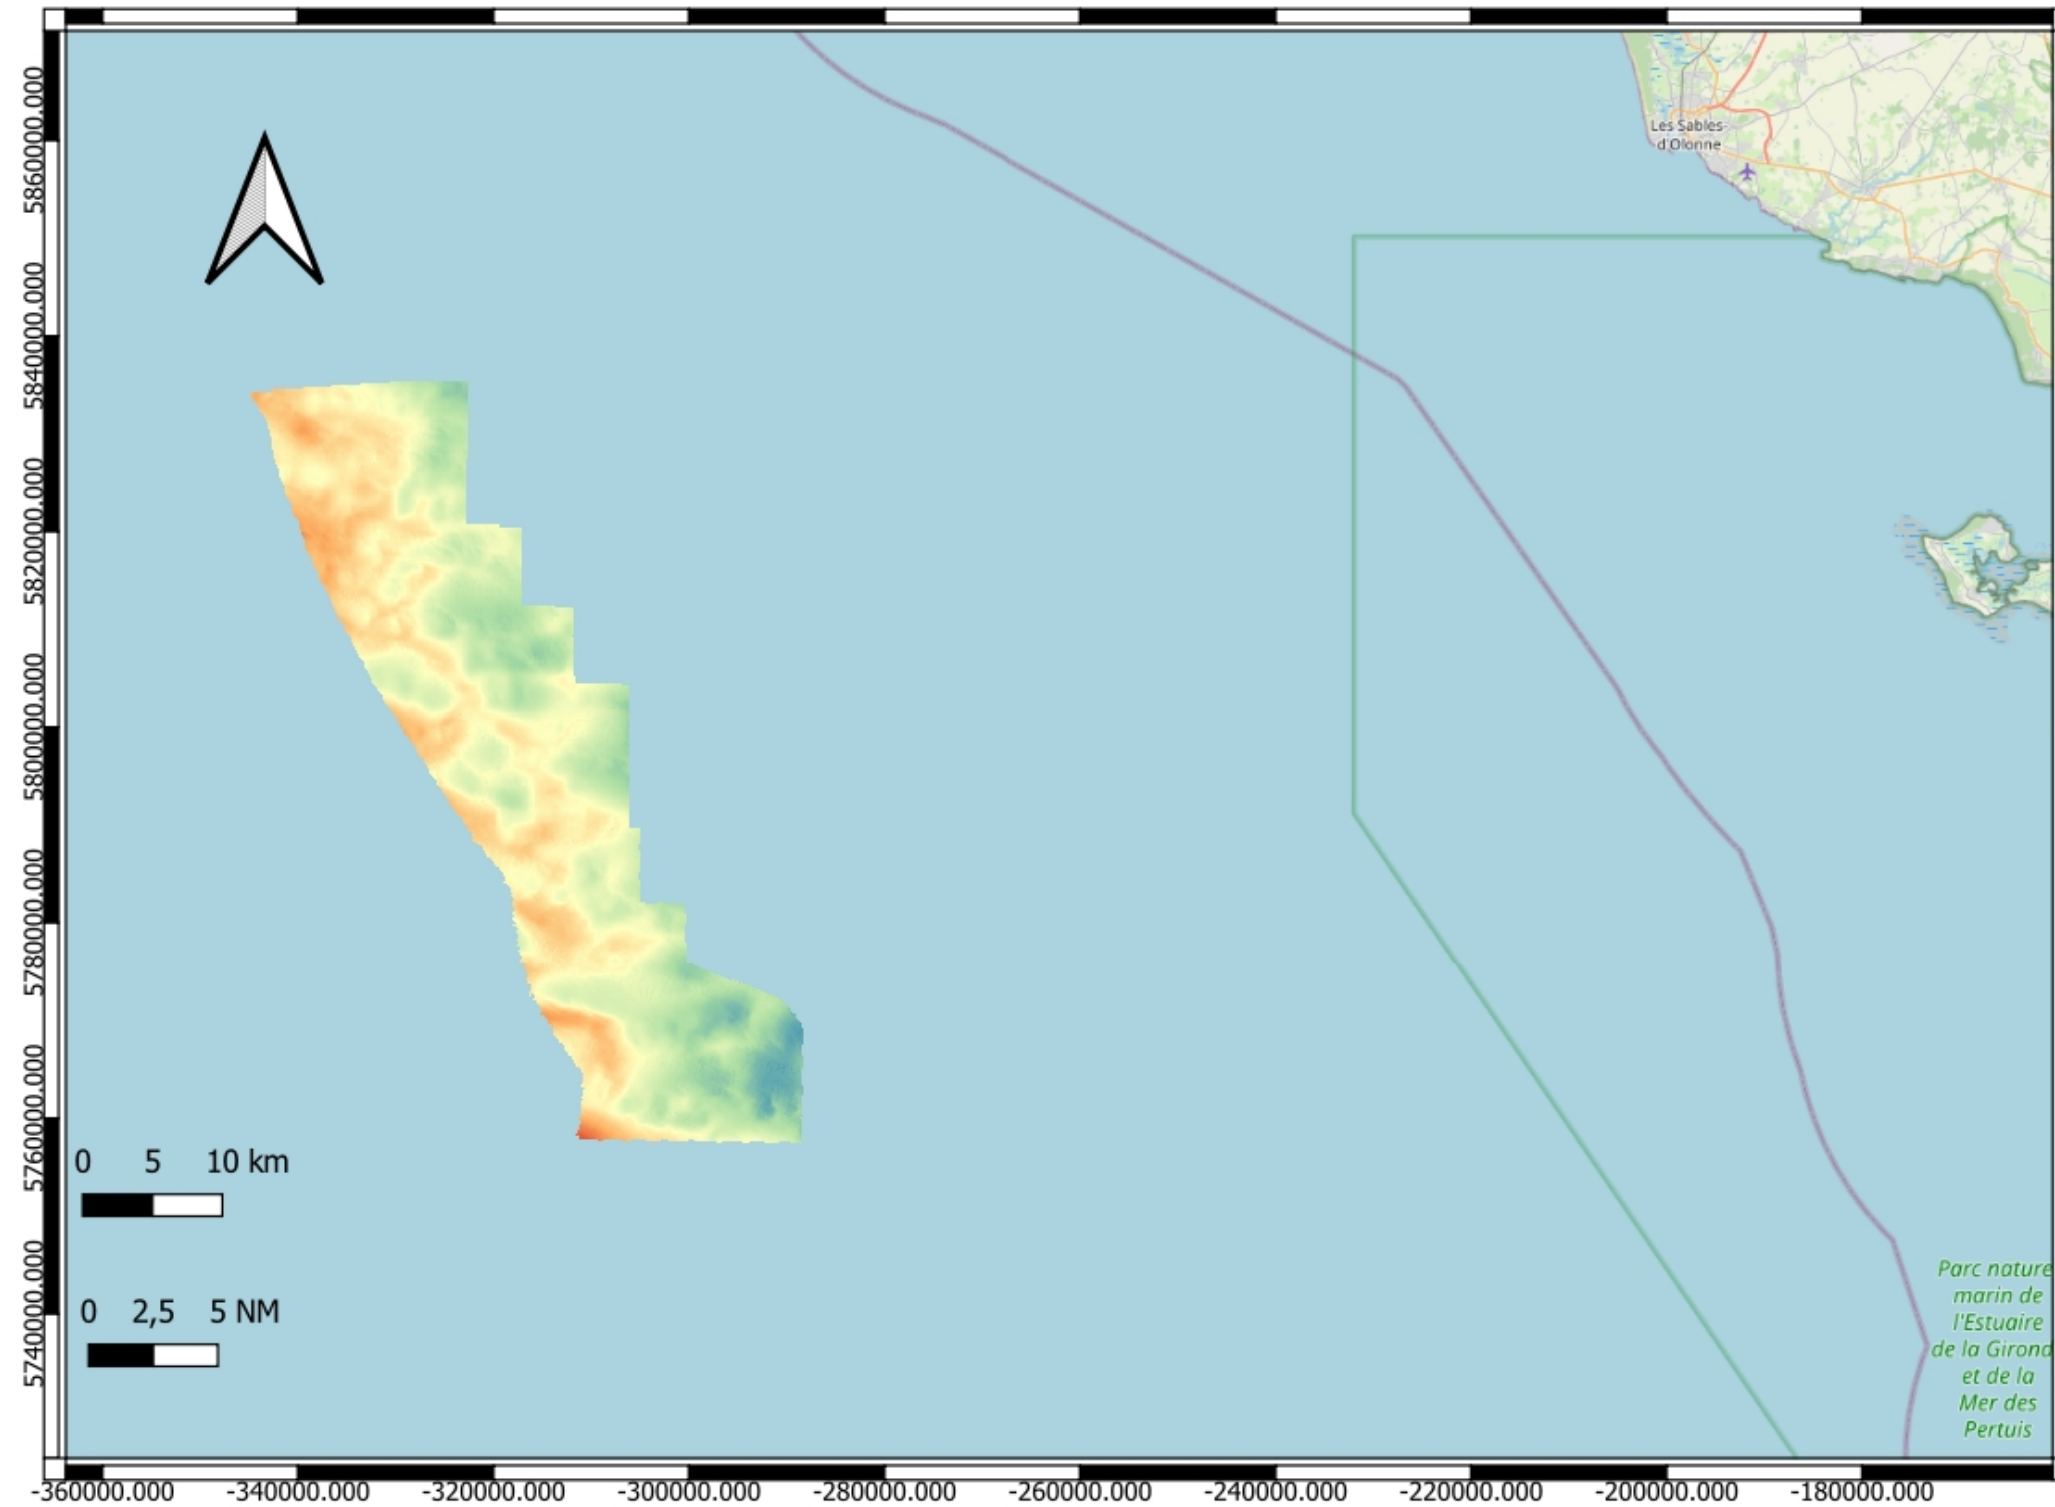 5860000.000
5840000.000
5820000.000
5800000.000
5780000.000
5760000.000
5740000.000
Les Sables-
d'Olonne
0 5 10 km
0 2,5 5 NM
Parc nature
marin de
l'Estuaire
de la Girond
et de la
Mer des
Pertuis
-360000.000 -340000.000 -320000.000 -300000.000 -280000.000 -260000.000 -240000.000 -220000.000 -200000.000 -180000.000